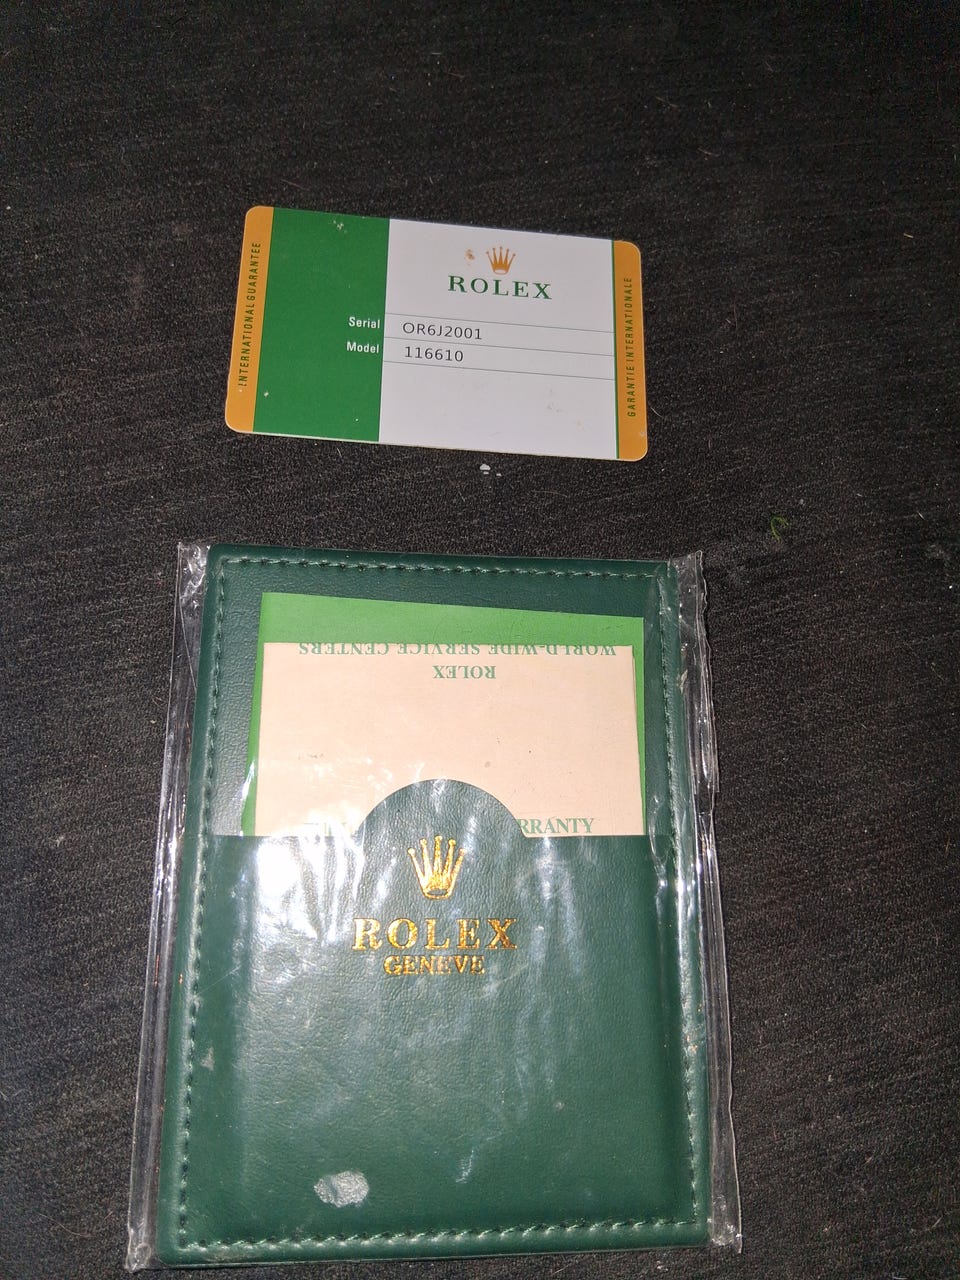 INTERNATIONAL GUARANTEE
ROLEX
Serial OR6J2001
Model 116610
GARANTIE INTERNATIONALE
WORLD-WIDE SERVICE CENTERS
ROLEX
RRANTY
ROLEX
GENEVE